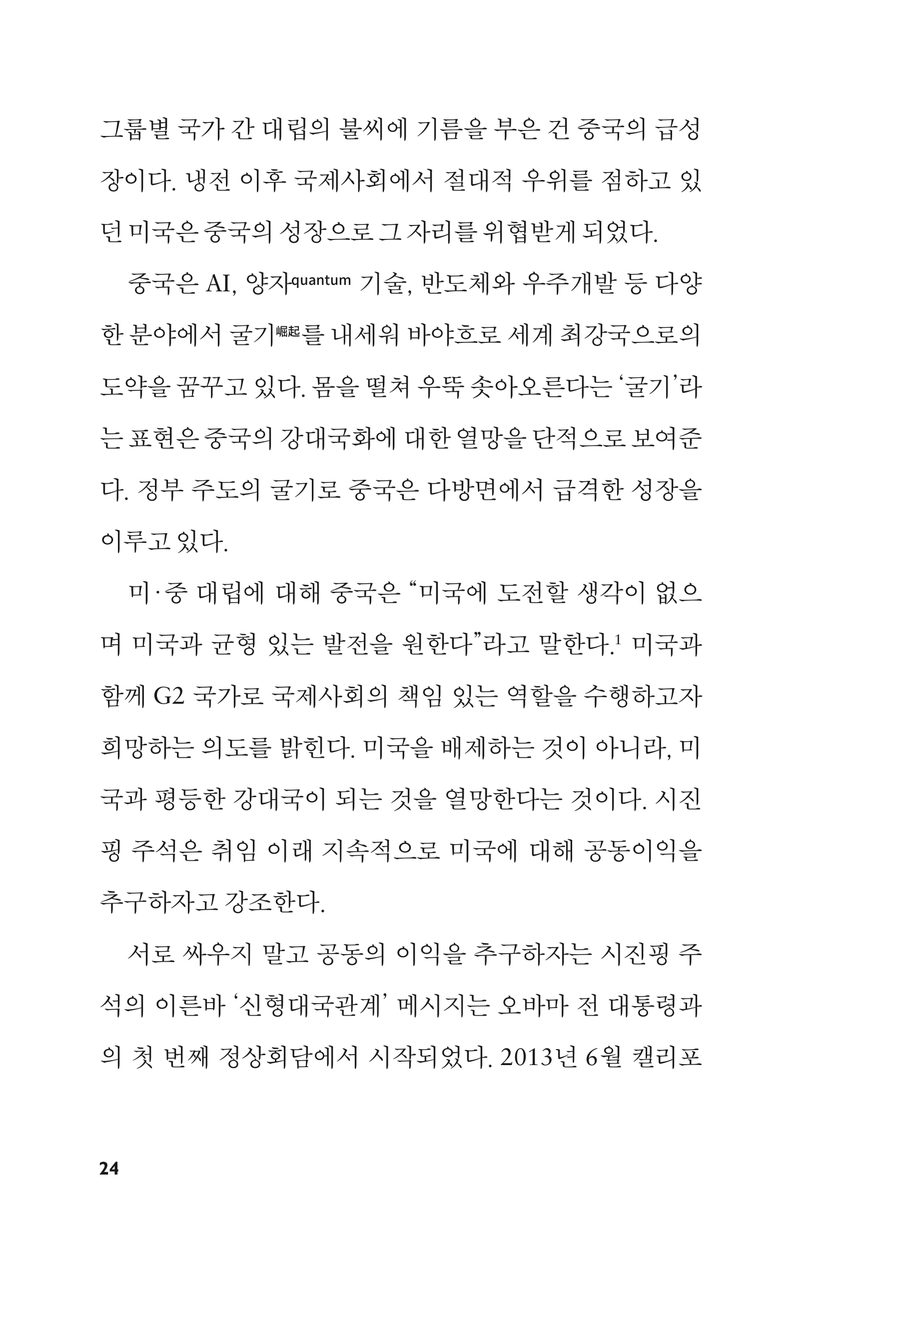 그룹별 국가 간 대립의 불씨에 기름을 부은 건 중국의 급성
장이다. 냉전 이후 국제사회에서 절대적 우위를 점하고 있
던 미국은 중국의 성장으로 그 자리를 위협받게 되었다.
중국은 AI, 양자quantum 기술, 반도체와 우주개발 등 다양
한 분야에서 굴기崛起를 내세워 바야흐로 세계 최강국으로의
도약을 꿈꾸고 있다. 몸을 떨쳐 우뚝 솟아오른다는 ‘굴기’라
는 표현은 중국의 강대국화에 대한 열망을 단적으로 보여준
다. 정부 주도의 굴기로 중국은 다방면에서 급격한 성장을
이루고 있다.
미·중 대립에 대해 중국은 “미국에 도전할 생각이 없으
며 미국과 균형 있는 발전을 원한다”라고 말한다.¹ 미국과
함께 G2 국가로 국제사회의 책임 있는 역할을 수행하고자
희망하는 의도를 밝힌다. 미국을 배제하는 것이 아니라, 미
국과 평등한 강대국이 되는 것을 열망한다는 것이다. 시진
핑 주석은 취임 이래 지속적으로 미국에 대해 공동이익을
추구하자고 강조한다.
서로 싸우지 말고 공동의 이익을 추구하자는 시진핑 주
석의 이른바 ‘신형대국관계’ 메시지는 오바마 전 대통령과
의 첫 번째 정상회담에서 시작되었다. 2013년 6월 캘리포
24